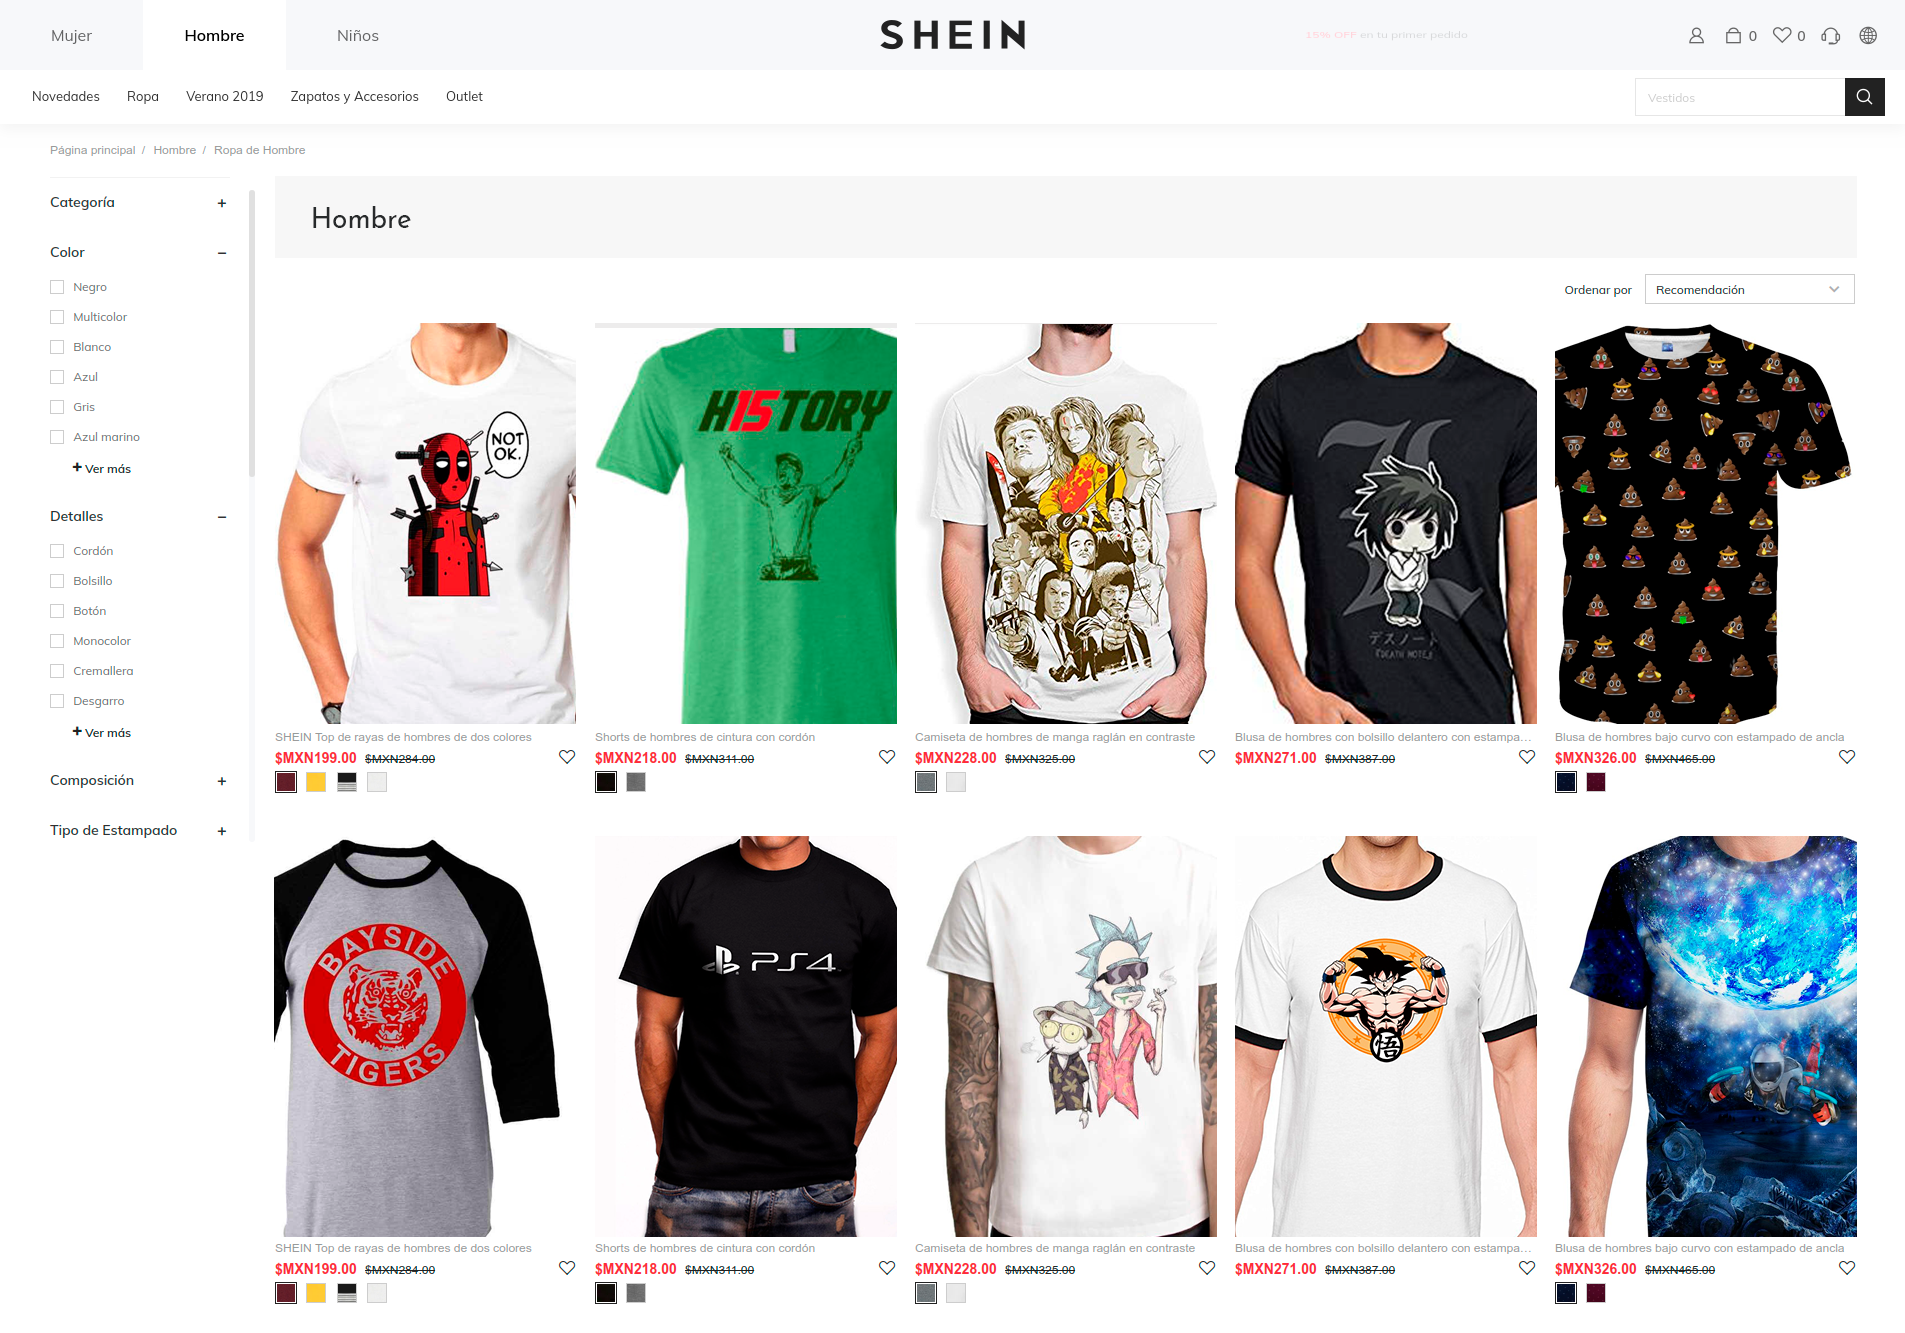 Mujer
Hombre
Niños
SHEIN
15% OFF en tu primer pedido
0
0
Novedades
Ropa
Verano 2019
Zapatos y Accesorios
Outlet
Vestidos
Página principal / Hombre / Ropa de Hombre
Categoría +
Color −
Negro
Multicolor
Blanco
Azul
Gris
Azul marino
+ Ver más
Detalles −
Cordón
Bolsillo
Botón
Monocolor
Cremallera
Desgarro
+ Ver más
Composición +
Tipo de Estampado +
Hombre
Ordenar por
Recomendación
NOT
OK.
H15TORY
デスノート
『DEATH NOTE』
SHEIN Top de rayas de hombres de dos colores
$MXN199.00 $MXN284.00
Shorts de hombres de cintura con cordón
$MXN218.00 $MXN311.00
Camiseta de hombres de manga raglán en contraste
$MXN228.00 $MXN325.00
Blusa de hombres con bolsillo delantero con estampa...
$MXN271.00 $MXN387.00
Blusa de hombres bajo curvo con estampado de ancla
$MXN326.00 $MXN465.00
BAYSIDE
TIGERS
PS4
悟
SHEIN Top de rayas de hombres de dos colores
$MXN199.00 $MXN284.00
Shorts de hombres de cintura con cordón
$MXN218.00 $MXN311.00
Camiseta de hombres de manga raglán en contraste
$MXN228.00 $MXN325.00
Blusa de hombres con bolsillo delantero con estampa...
$MXN271.00 $MXN387.00
Blusa de hombres bajo curvo con estampado de ancla
$MXN326.00 $MXN465.00